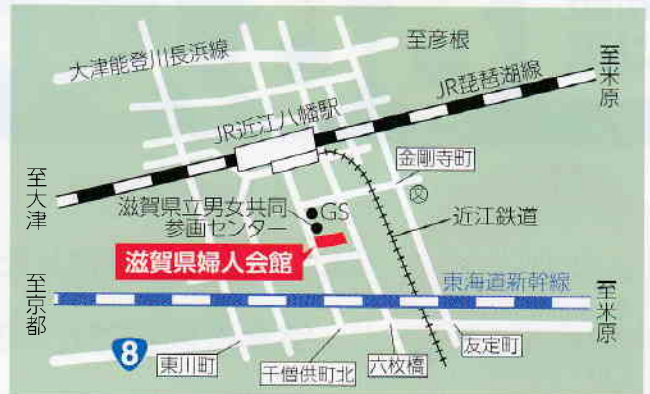 至彦根
大津能登川長浜線
至米原
JR琵琶湖線
JR近江八幡駅
金剛寺町
至大津
滋賀県立男女共同
参画センター
GS
近江鉄道
滋賀県婦人会館
至京都
東海道新幹線
至米原
8
東川町
千僧供町北
六枚橋
友定町